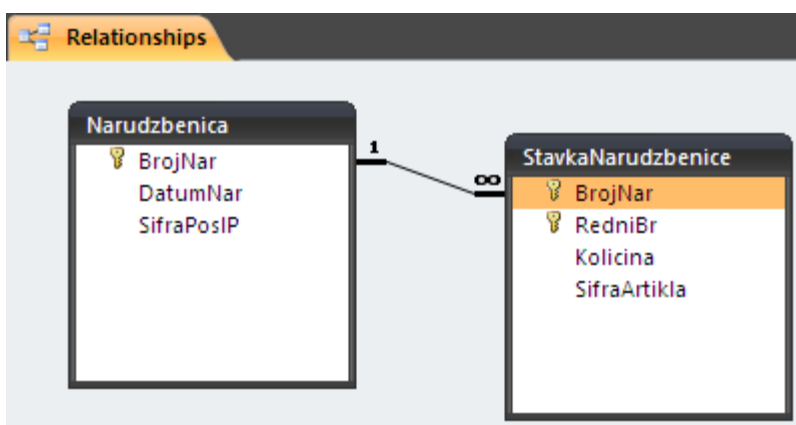 Relationships
Narudzbenica
BrojNar
DatumNar
SifraPosIP
1
∞
StavkaNarudzbenice
BrojNar
RedniBr
Kolicina
SifraArtikla